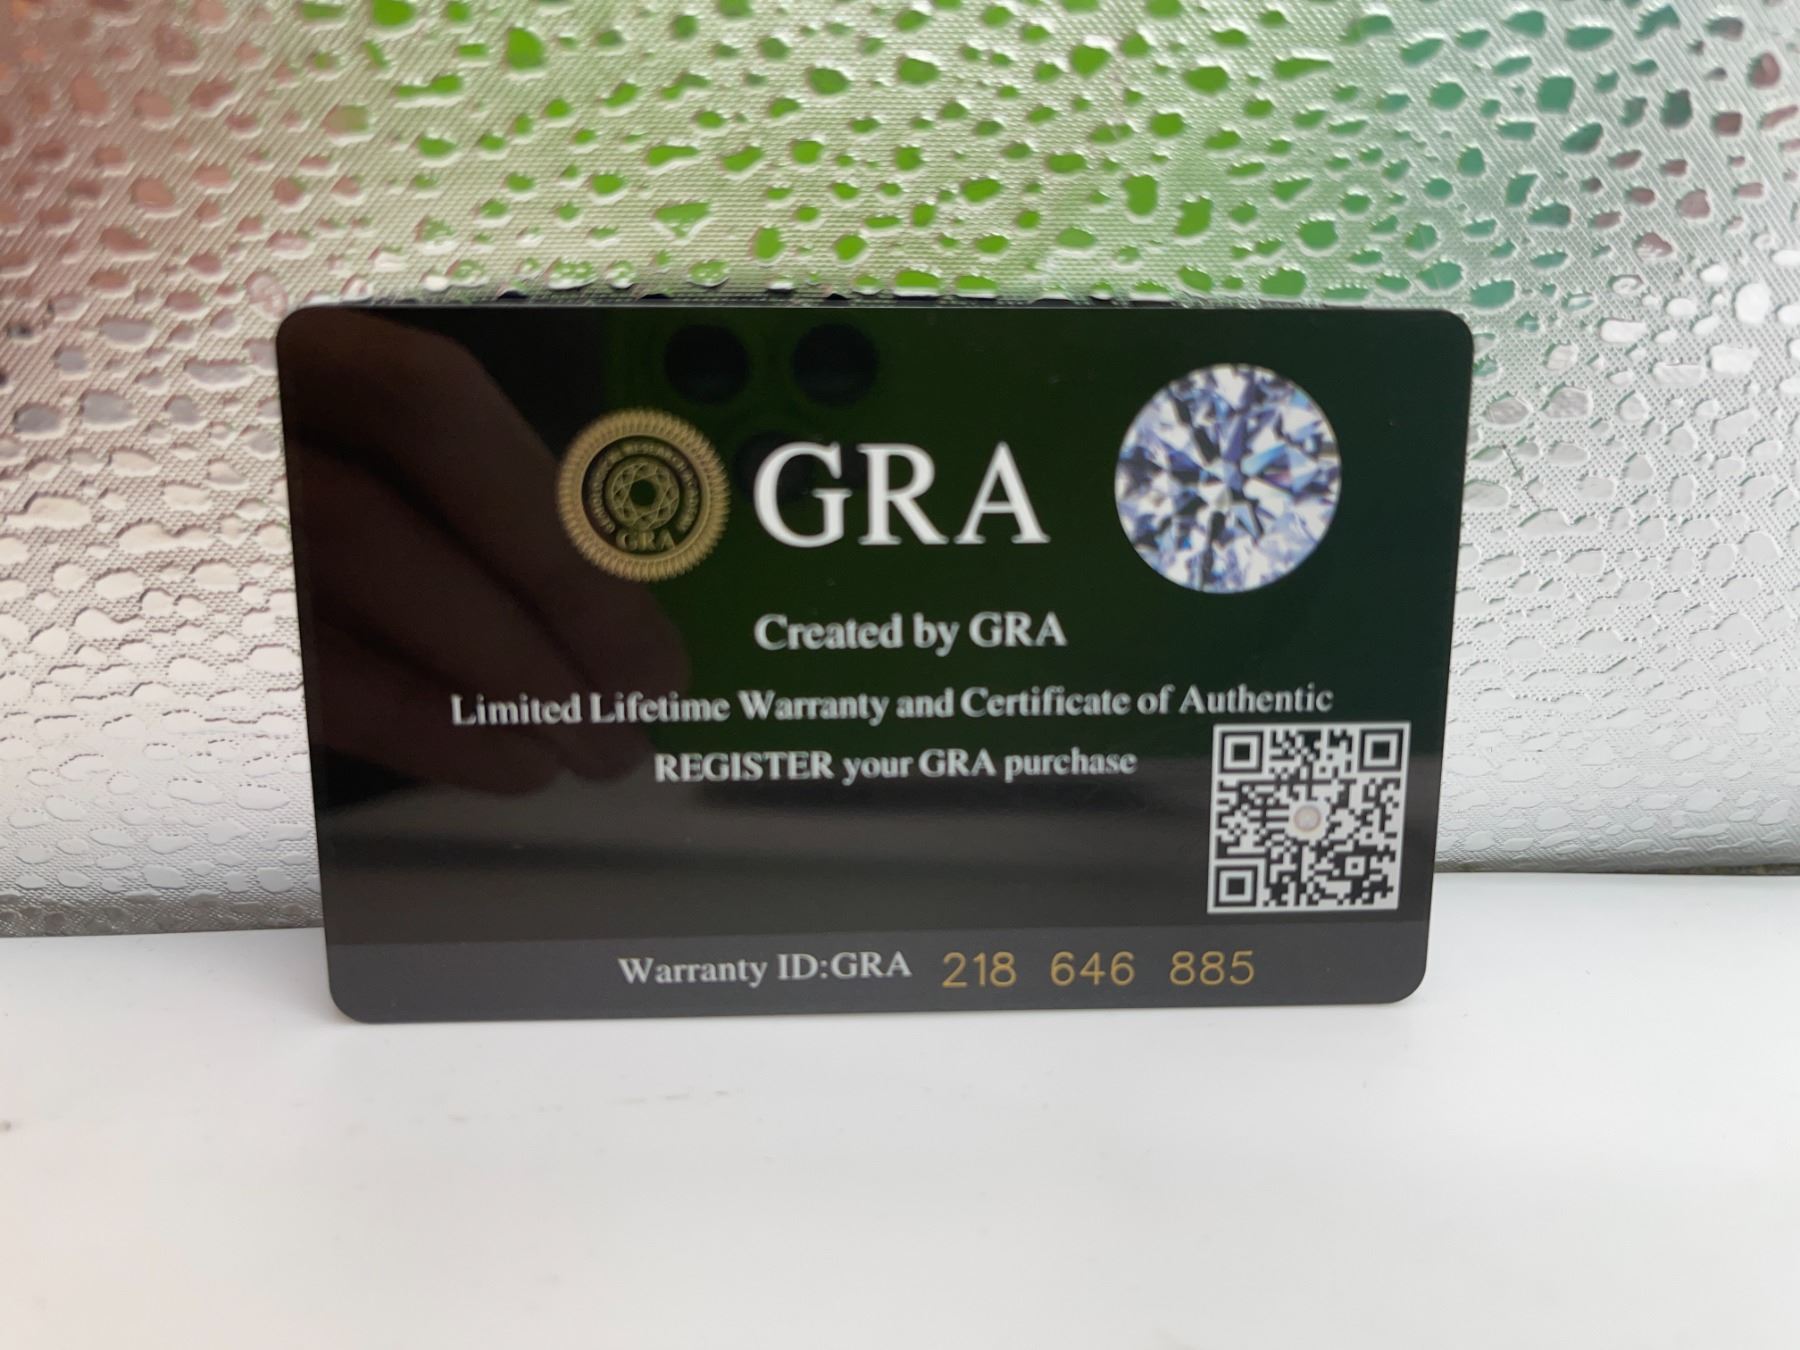 GRA
GRA
Created by GRA
Limited Lifetime Warranty and Certificate of Authentic
REGISTER your GRA purchase
Warranty ID:GRA 218 646 885